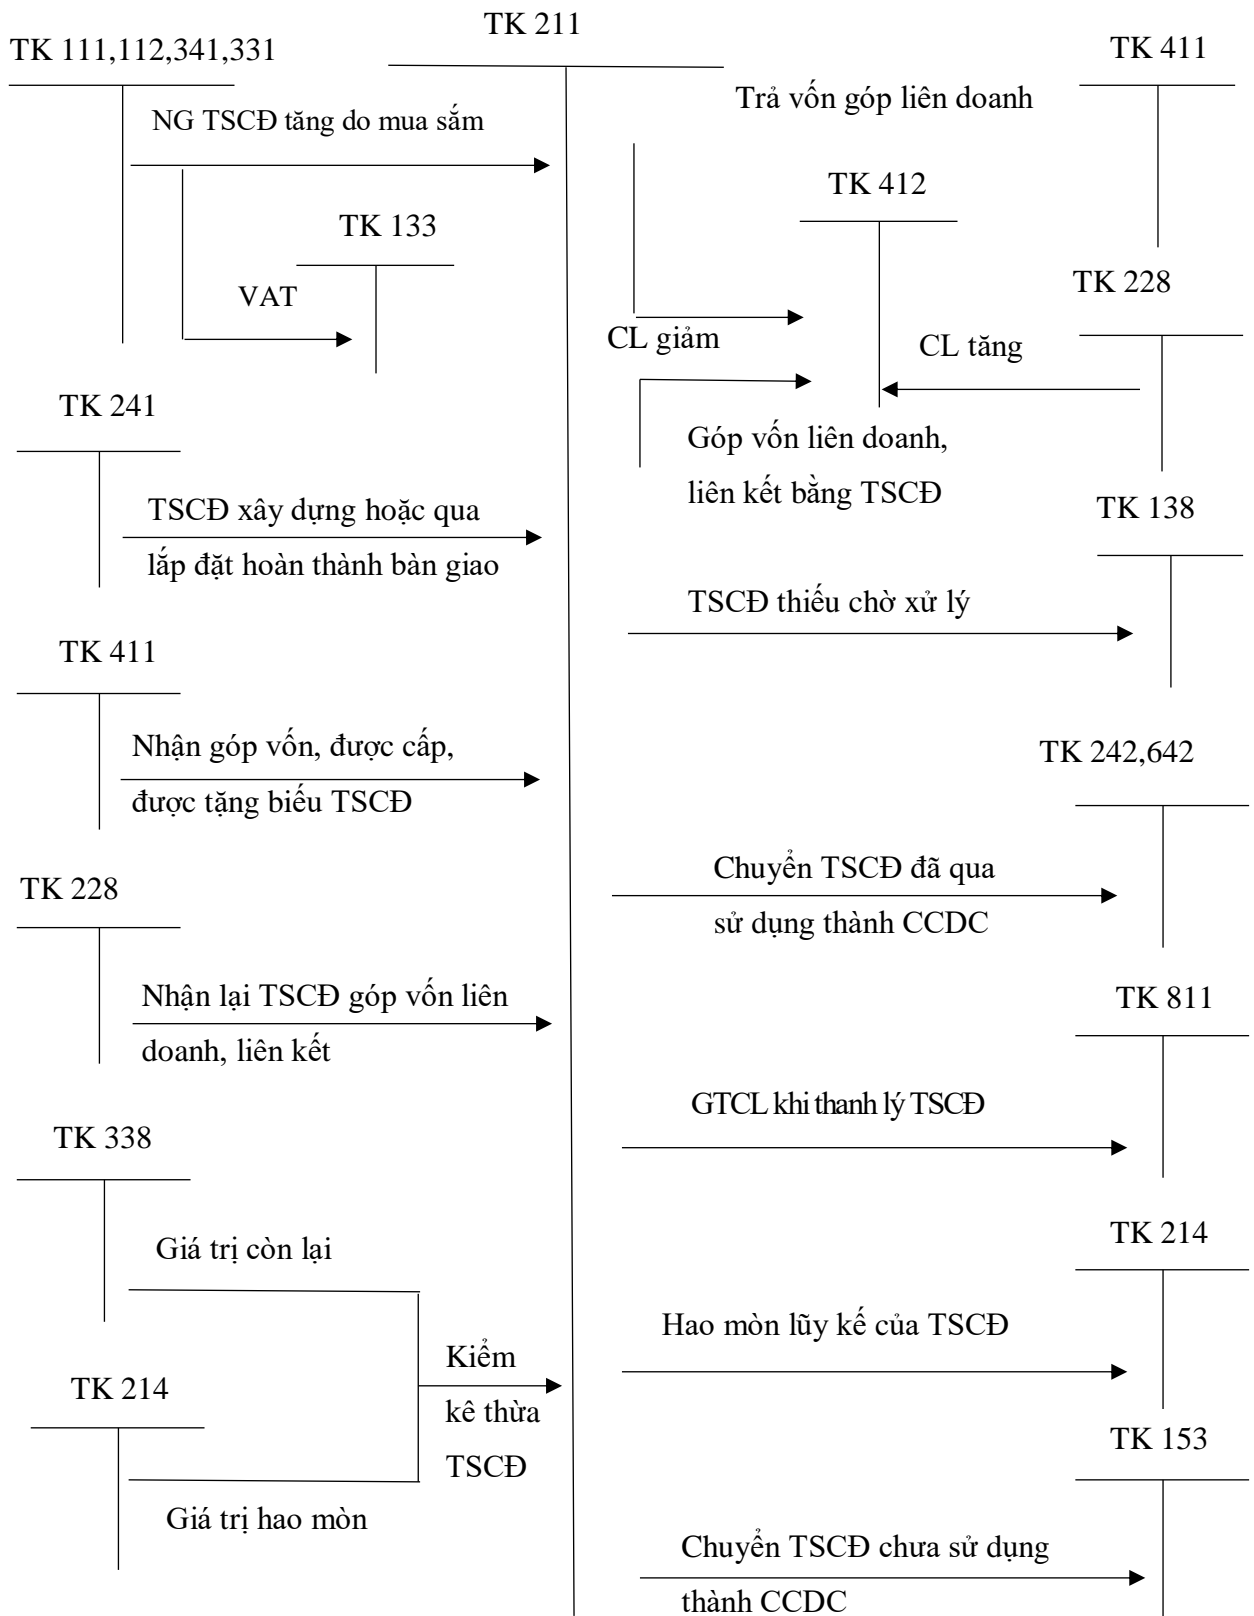 TK 211
TK 111,112,341,331
TK 411
Trả vốn góp liên doanh
NG TSCĐ tăng do mua sắm
TK 412
TK 133
TK 228
VAT
CL giảm
CL tăng
TK 241
Góp vốn liên doanh,
liên kết bằng TSCĐ
TSCĐ xây dựng hoặc qua
lắp đặt hoàn thành bàn giao
TK 138
TSCĐ thiếu chờ xử lý
TK 411
Nhận góp vốn, được cấp,
được tặng biếu TSCĐ
TK 242,642
Chuyển TSCĐ đã qua
sử dụng thành CCDC
TK 228
Nhận lại TSCĐ góp vốn liên
doanh, liên kết
TK 811
GTCL khi thanh lý TSCĐ
TK 338
Giá trị còn lại
TK 214
Hao mòn lũy kế của TSCĐ
Kiểm
kê thừa
TSCĐ
TK 214
Giá trị hao mòn
TK 153
Chuyển TSCĐ chưa sử dụng
thành CCDC